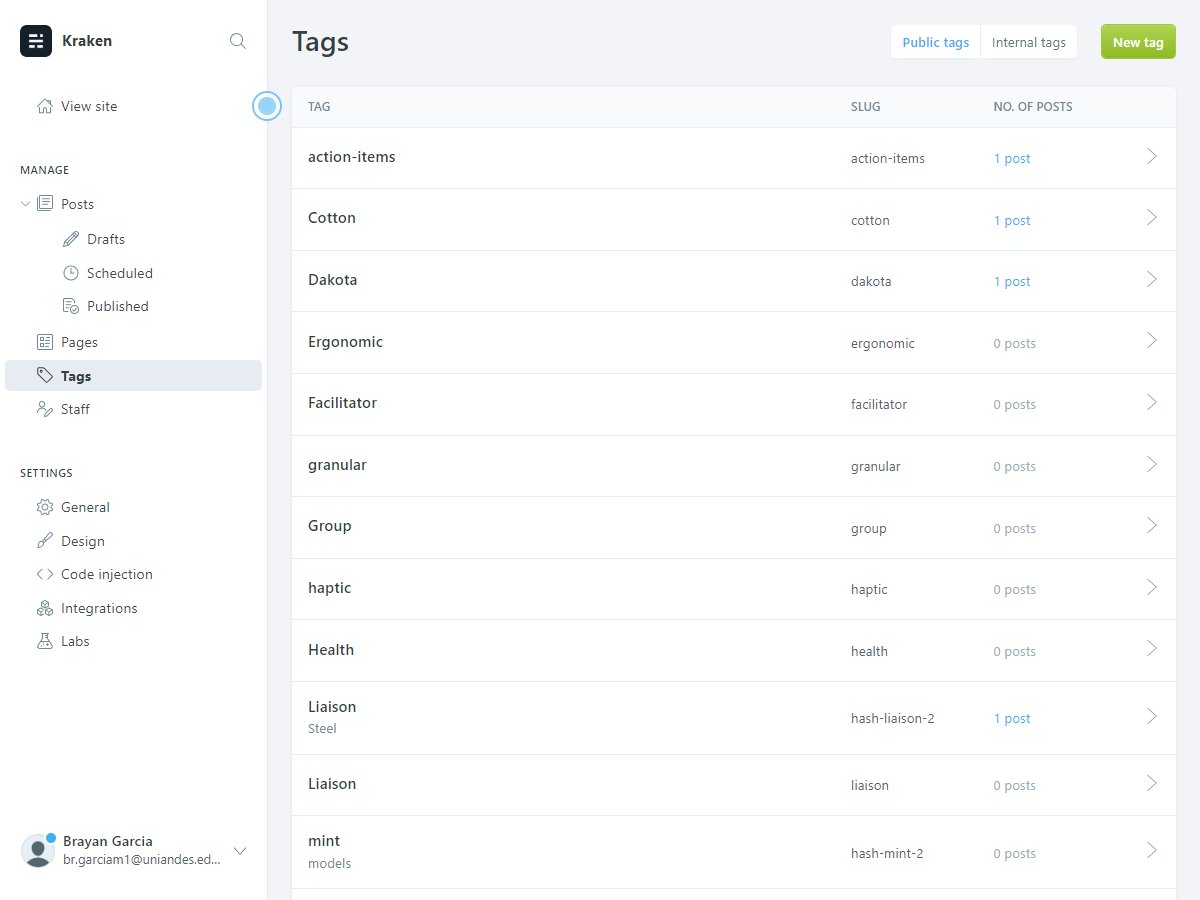 Kraken
View site
MANAGE
Posts
Drafts
Scheduled
Published
Pages
Tags
Staff
SETTINGS
General
Design
Code injection
Integrations
Labs
Brayan Garcia
br.garciam1@uniandes.ed...
Tags
Public tags Internal tags New tag
TAG SLUG NO. OF POSTS
action-items action-items 1 post
Cotton cotton 1 post
Dakota dakota 1 post
Ergonomic ergonomic 0 posts
Facilitator facilitator 0 posts
granular granular 0 posts
Group group 0 posts
haptic haptic 0 posts
Health health 0 posts
Liaison hash-liaison-2 1 post
Steel
Liaison liaison 0 posts
mint hash-mint-2 0 posts
models